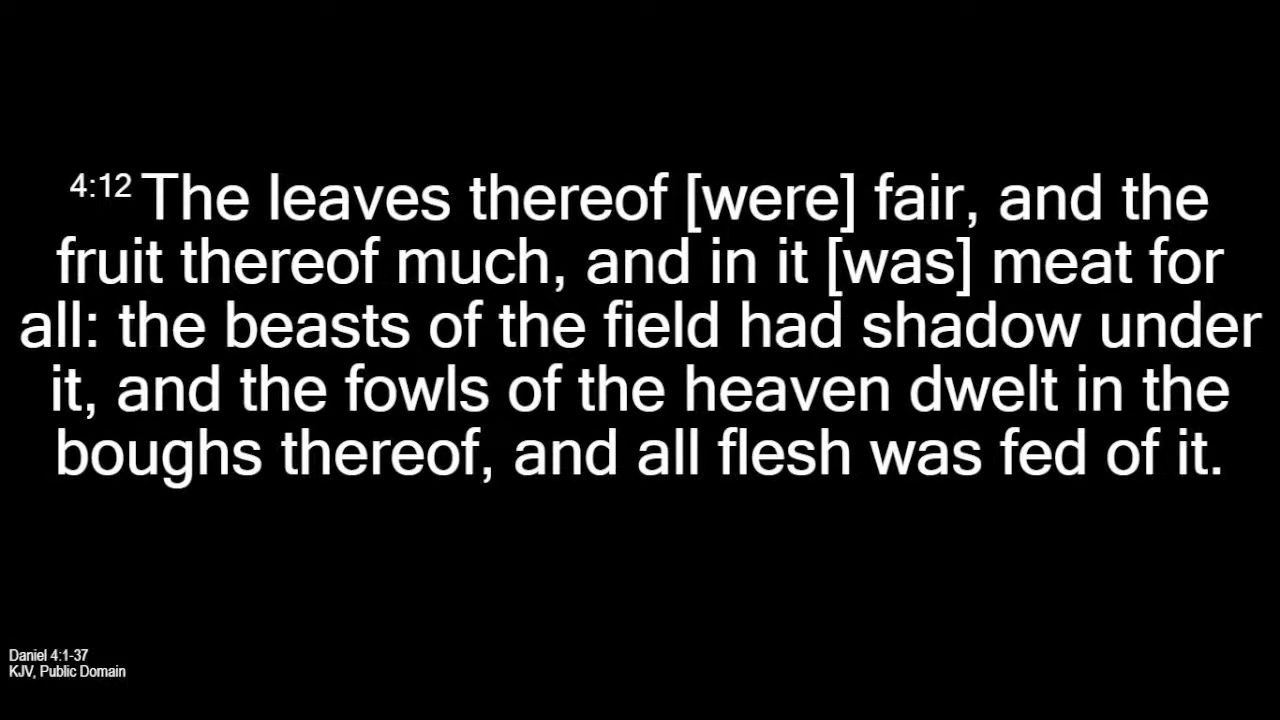 4:12 The leaves thereof [were] fair, and the
fruit thereof much, and in it [was] meat for
all: the beasts of the field had shadow under
it, and the fowls of the heaven dwelt in the
boughs thereof, and all flesh was fed of it.
Daniel 4:1-37
KJV, Public Domain